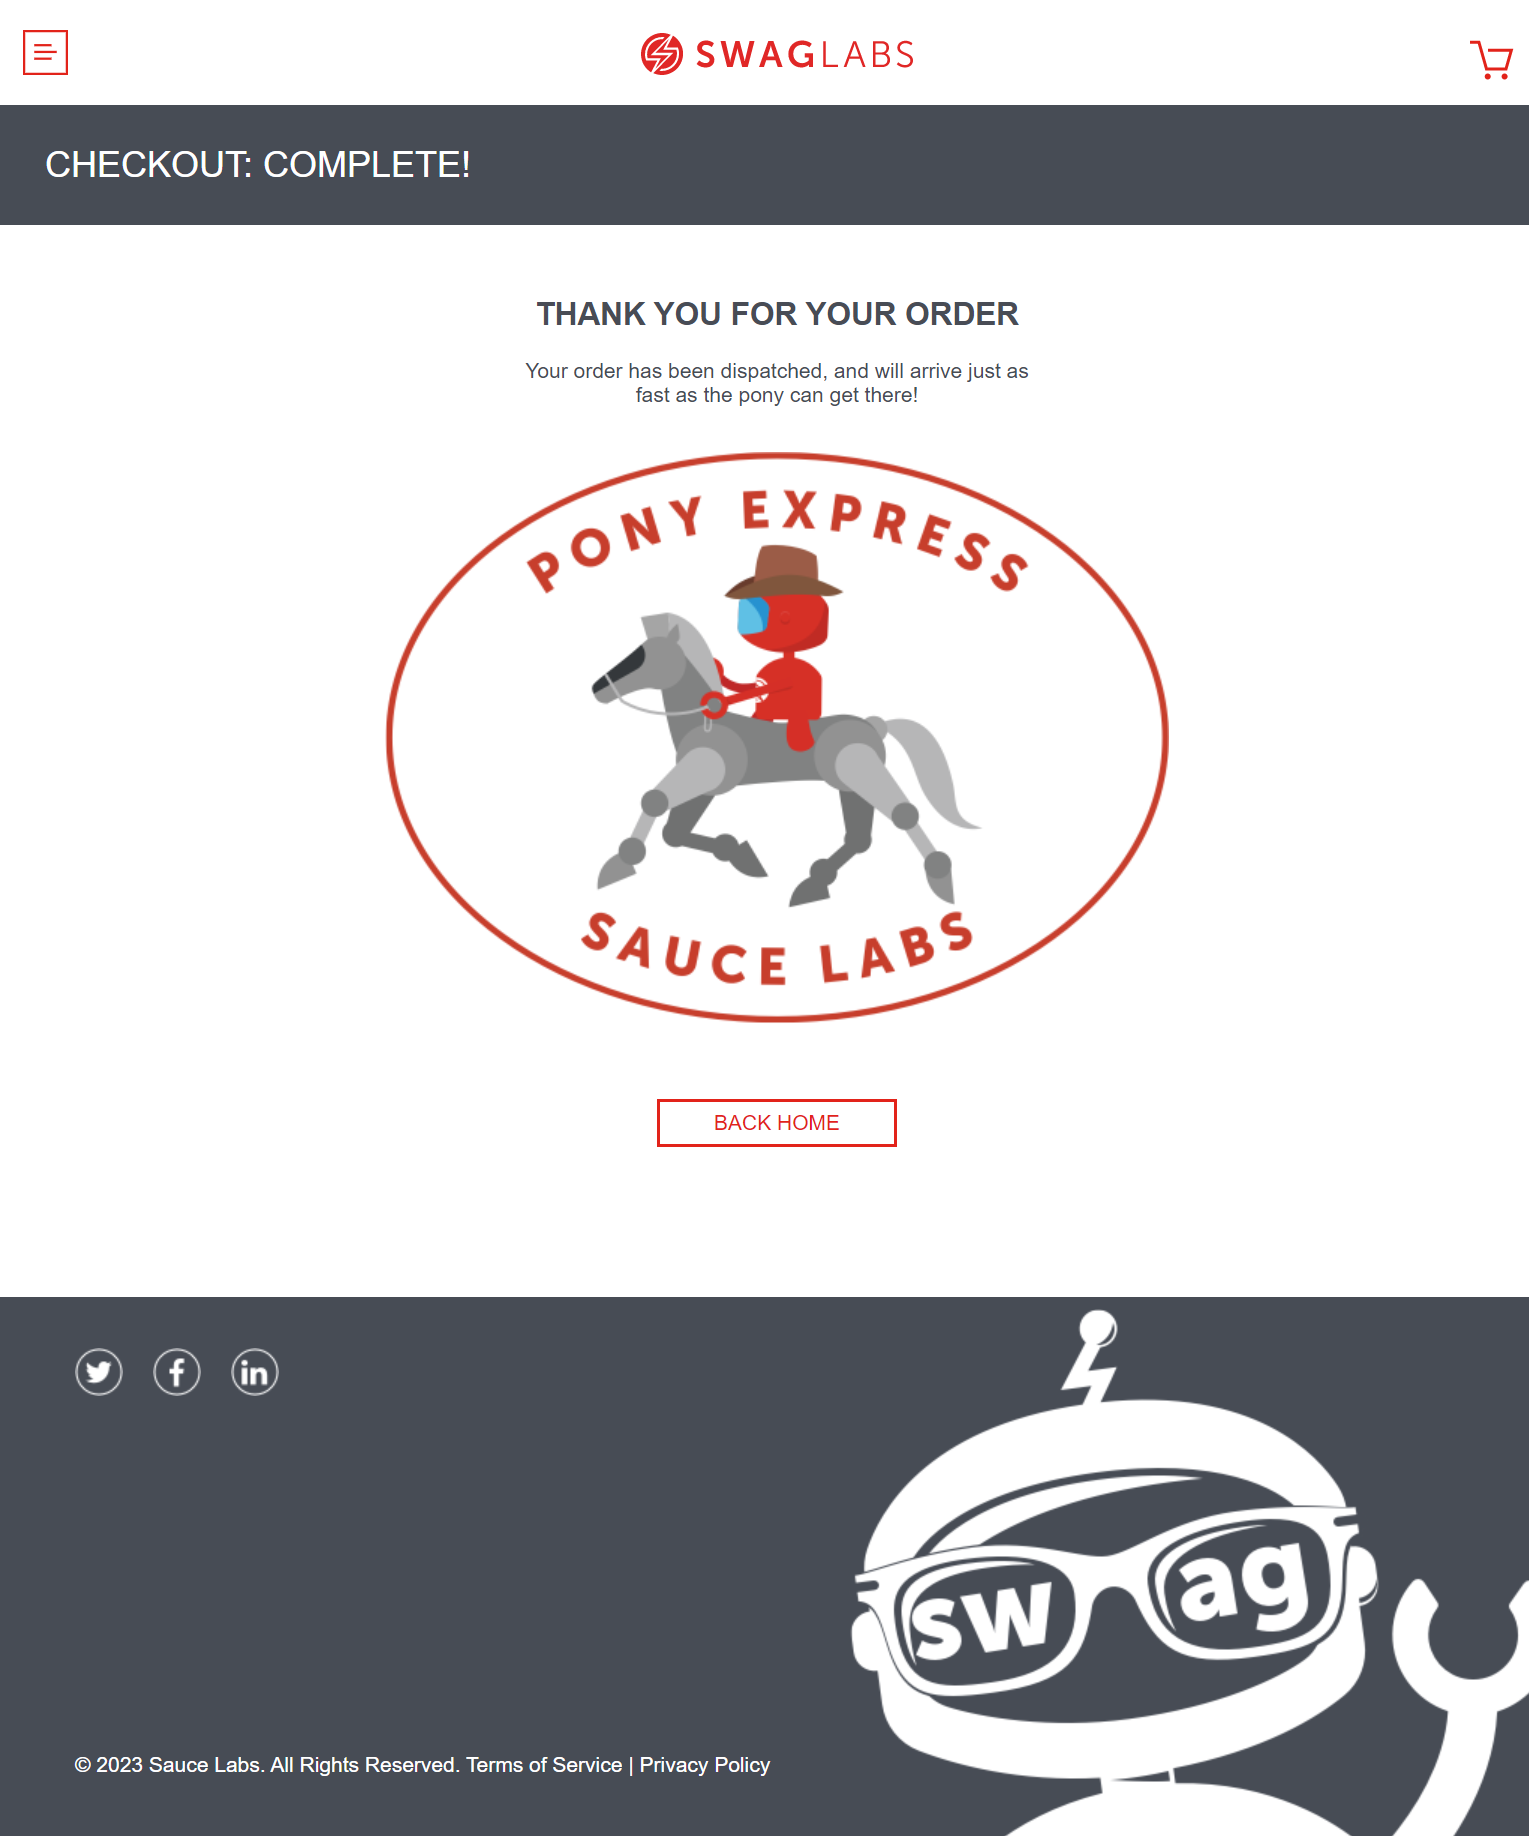 SWAGLABS
CHECKOUT: COMPLETE!
THANK YOU FOR YOUR ORDER
Your order has been dispatched, and will arrive just as
fast as the pony can get there!
PONY EXPRESS
SAUCE LABS
BACK HOME
f in
sw ag
© 2023 Sauce Labs. All Rights Reserved. Terms of Service | Privacy Policy